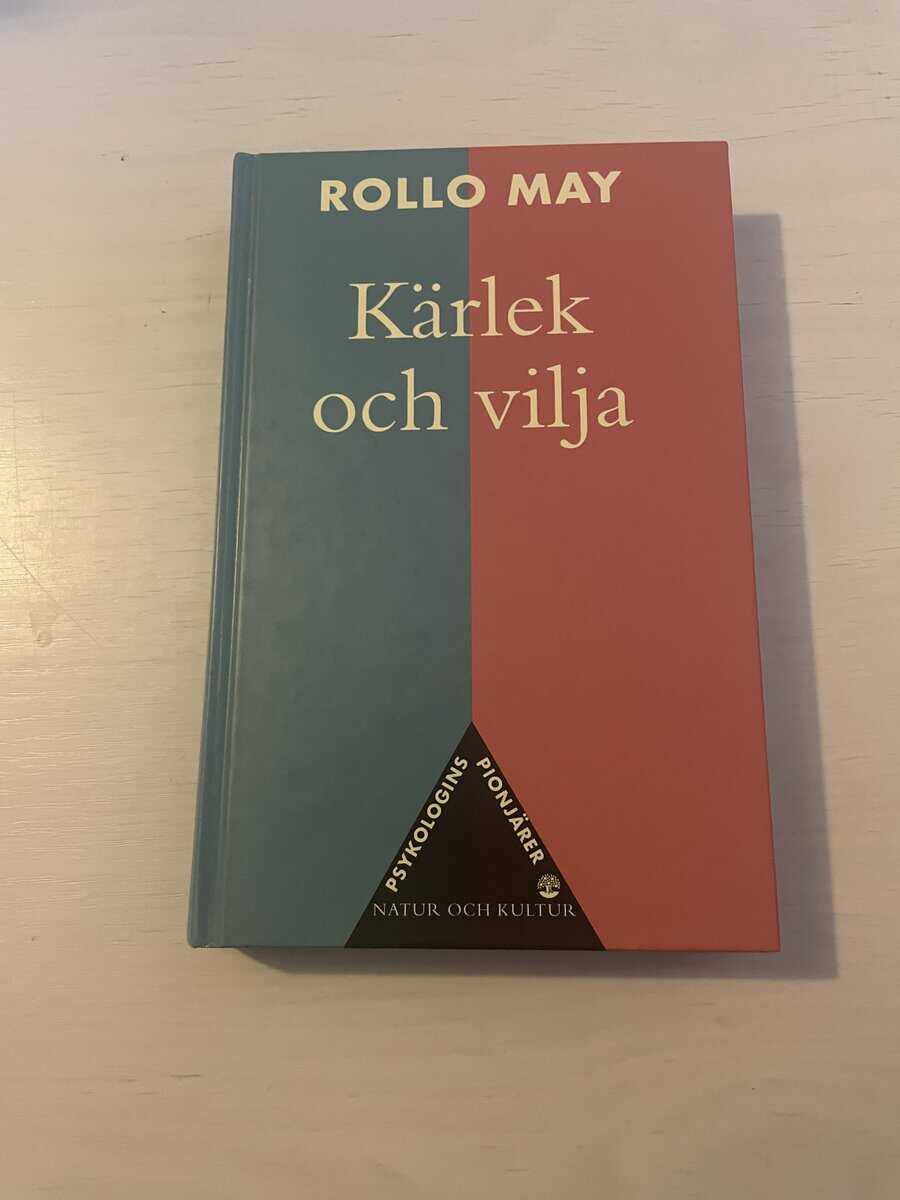 ROLLO MAY
Kärlek
och vilja
PSYKOLOGINS
PIONJÄRER
NATUR OCH KULTUR